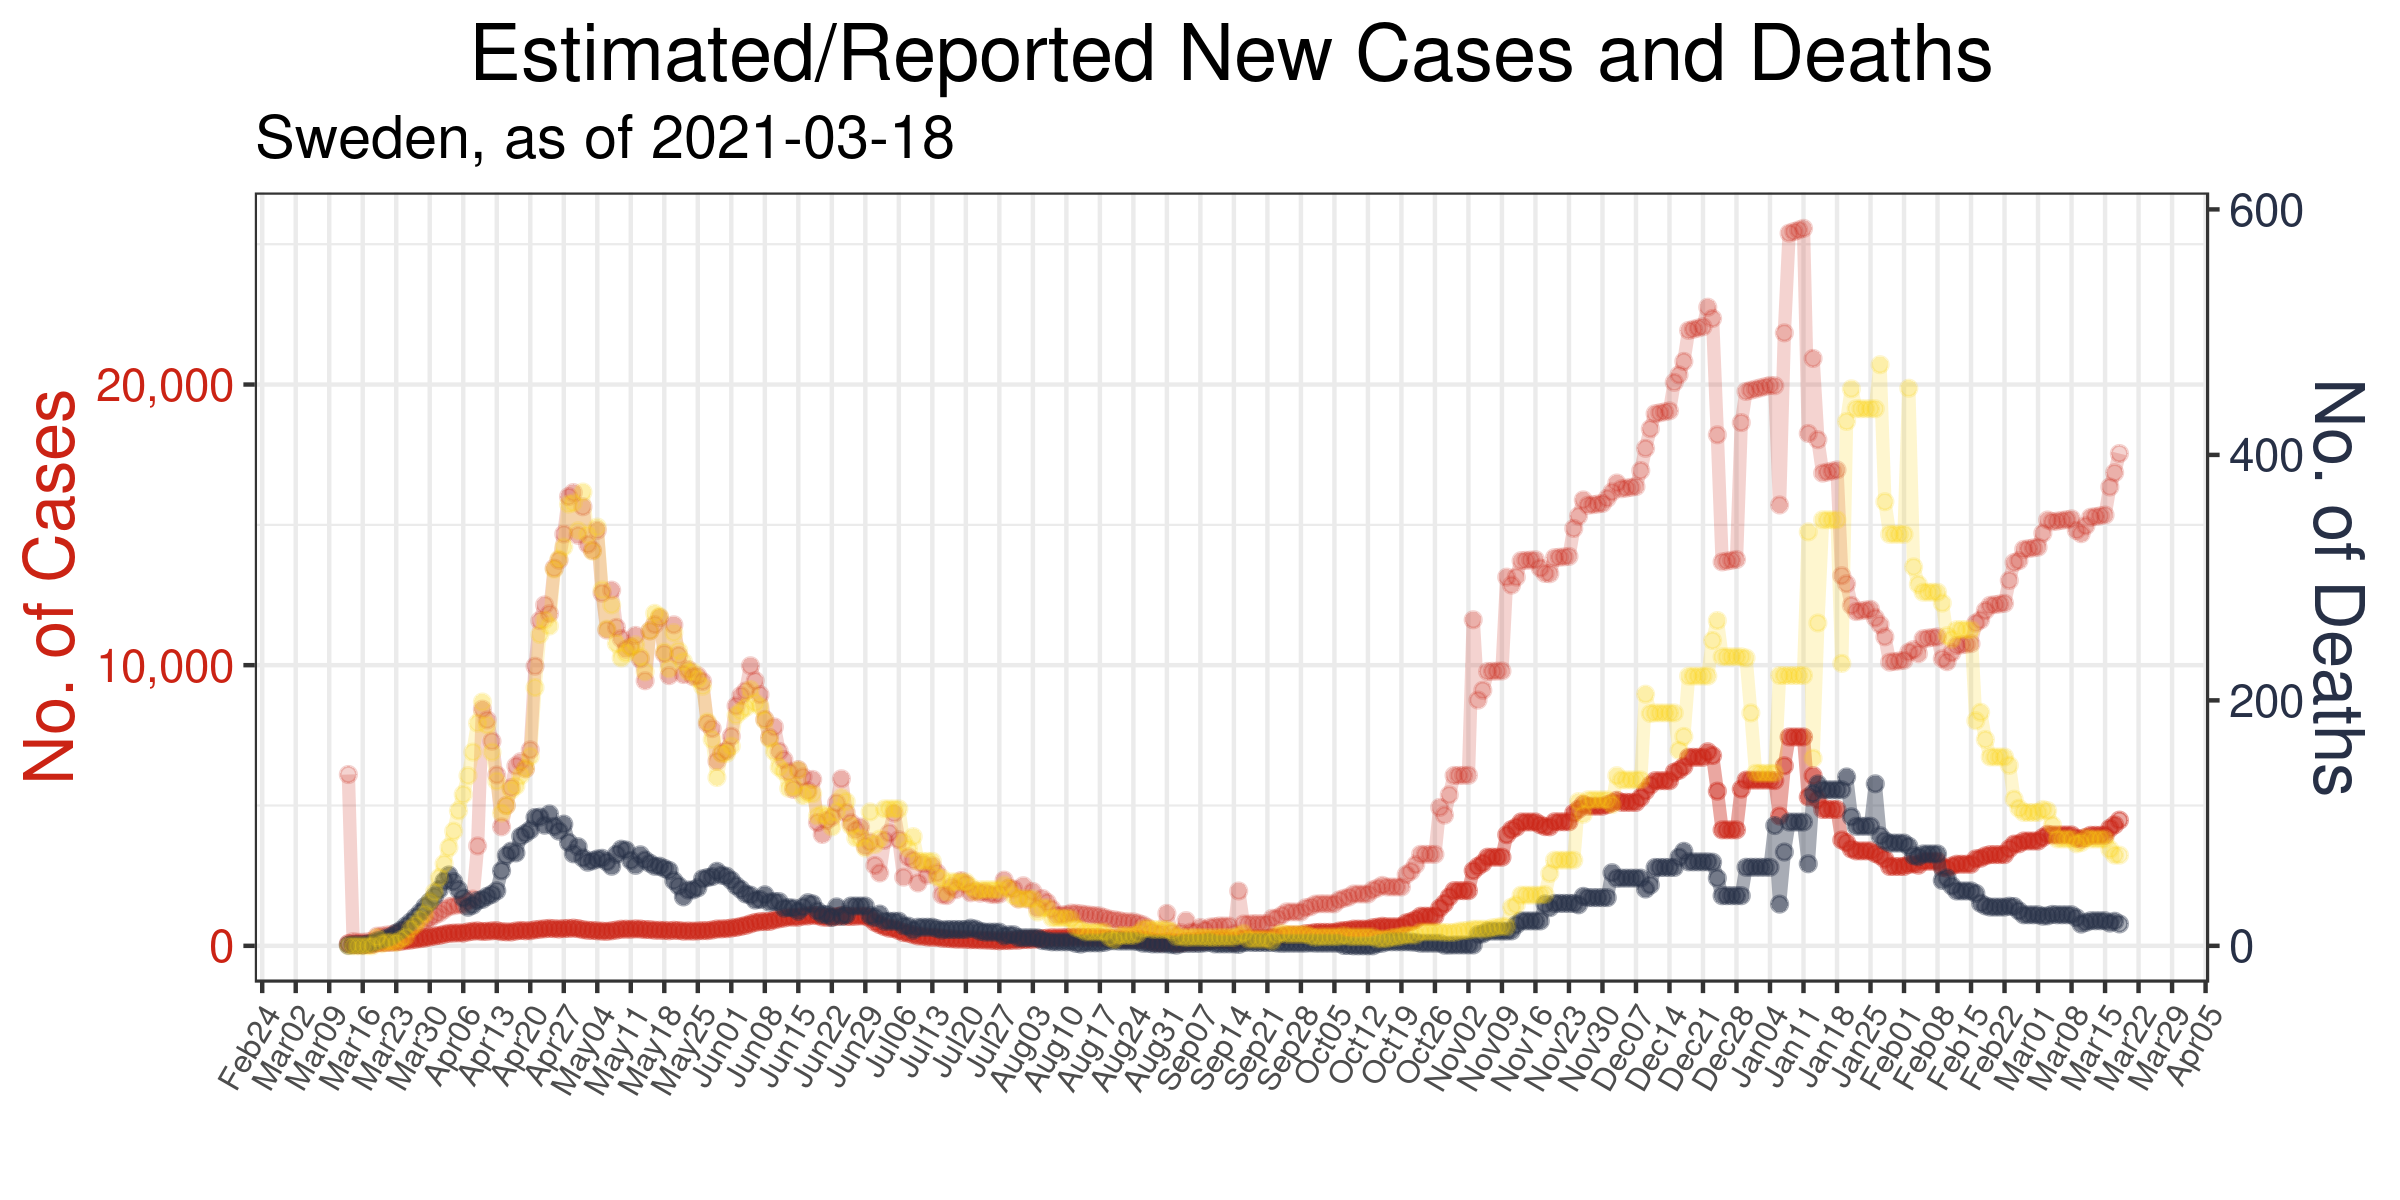 Estimated/Reported New Cases and Deaths
Sweden, as of 2021-03-18
No. of Cases
20,000
10,000
0
600
400
200
0
No. of Deaths
Feb24
Mar02
Mar09
Mar16
Mar23
Mar30
Apr06
Apr13
Apr20
Apr27
May04
May11
May18
May25
Jun01
Jun08
Jun15
Jun22
Jun29
Jul06
Jul13
Jul20
Jul27
Aug03
Aug10
Aug17
Aug24
Aug31
Sep07
Sep14
Sep21
Sep28
Oct05
Oct12
Oct19
Oct26
Nov02
Nov09
Nov16
Nov23
Nov30
Dec07
Dec14
Dec21
Dec28
Dec04
Jan11
Jan18
Jan25
Feb01
Feb08
Feb15
Feb22
Mar01
Mar08
Mar15
Mar22
Mar29
Apr05